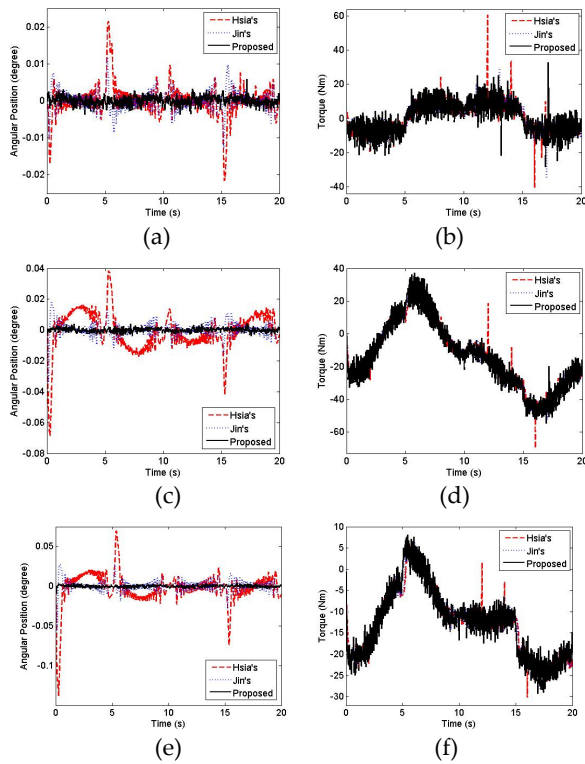 0.02
0.01
0
-0.01
-0.02
Angular Position (degree)
0 5 10 15 20
Time (s)
Hsia's
Jin's
Proposed
(a)
60
40
20
0
-20
-40
Torque (Nm)
0 5 10 15 20
Time (s)
Hsia's
Jin's
Proposed
(b)
0.04
0.02
0
-0.02
-0.04
-0.06
-0.08
Angular Position (degree)
0 5 10 15 20
Time (s)
Hsia's
Jin's
Proposed
(c)
20
0
-20
-40
-60
Torque (Nm)
0 5 10 15 20
Time (s)
Hsia's
Jin's
Proposed
(d)
0.05
0
-0.05
-0.1
Angular Position (degree)
0 5 10 15 20
Time (s)
Hsia's
Jin's
Proposed
(e)
10
5
0
-5
-10
-15
-20
-25
-30
Torque (Nm)
0 5 10 15 20
Time (s)
Hsia's
Jin's
Proposed
(f)